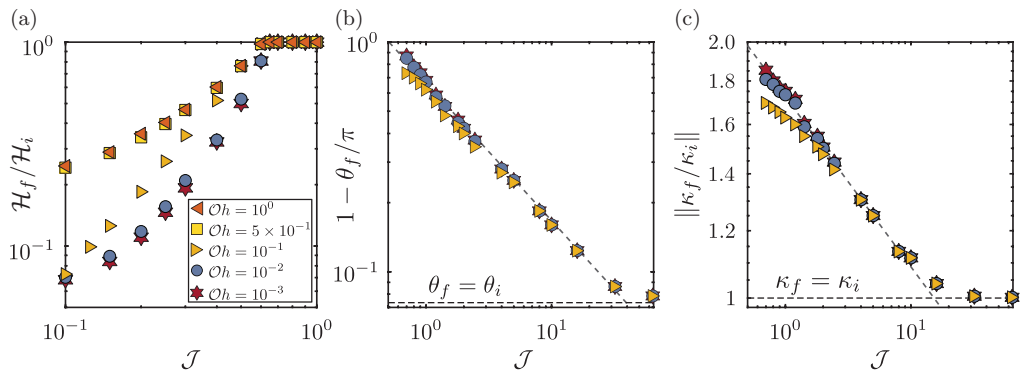 (a)
10^0
10^{-1}
ℋ_f/ℋ_i
𝒪h = 10^0
𝒪h = 5 × 10^{-1}
𝒪h = 10^{-1}
𝒪h = 10^{-2}
𝒪h = 10^{-3}
10^{-1}
10^0
𝒥
(b)
10^0
10^{-1}
1 − θ_f/π
θ_f = θ_i
10^0
10^1
𝒥
(c)
2.0
1.8
1.6
1.4
1.2
1
||κ_f/κ_i||
κ_f = κ_i
10^0
10^1
𝒥